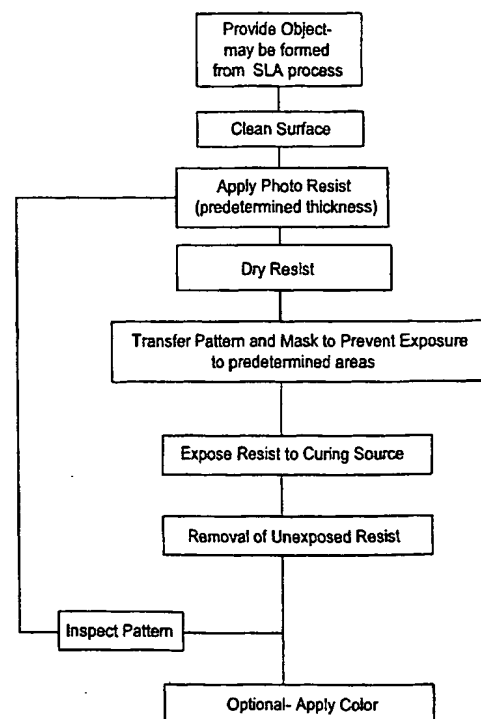 Provide Object-
may be formed
from SLA process
Clean Surface
Apply Photo Resist
(predetermined thickness)
Dry Resist
Transfer Pattern and Mask to Prevent Exposure
to predetermined areas
Expose Resist to Curing Source
Removal of Unexposed Resist
Inspect Pattern
Optional- Apply Color